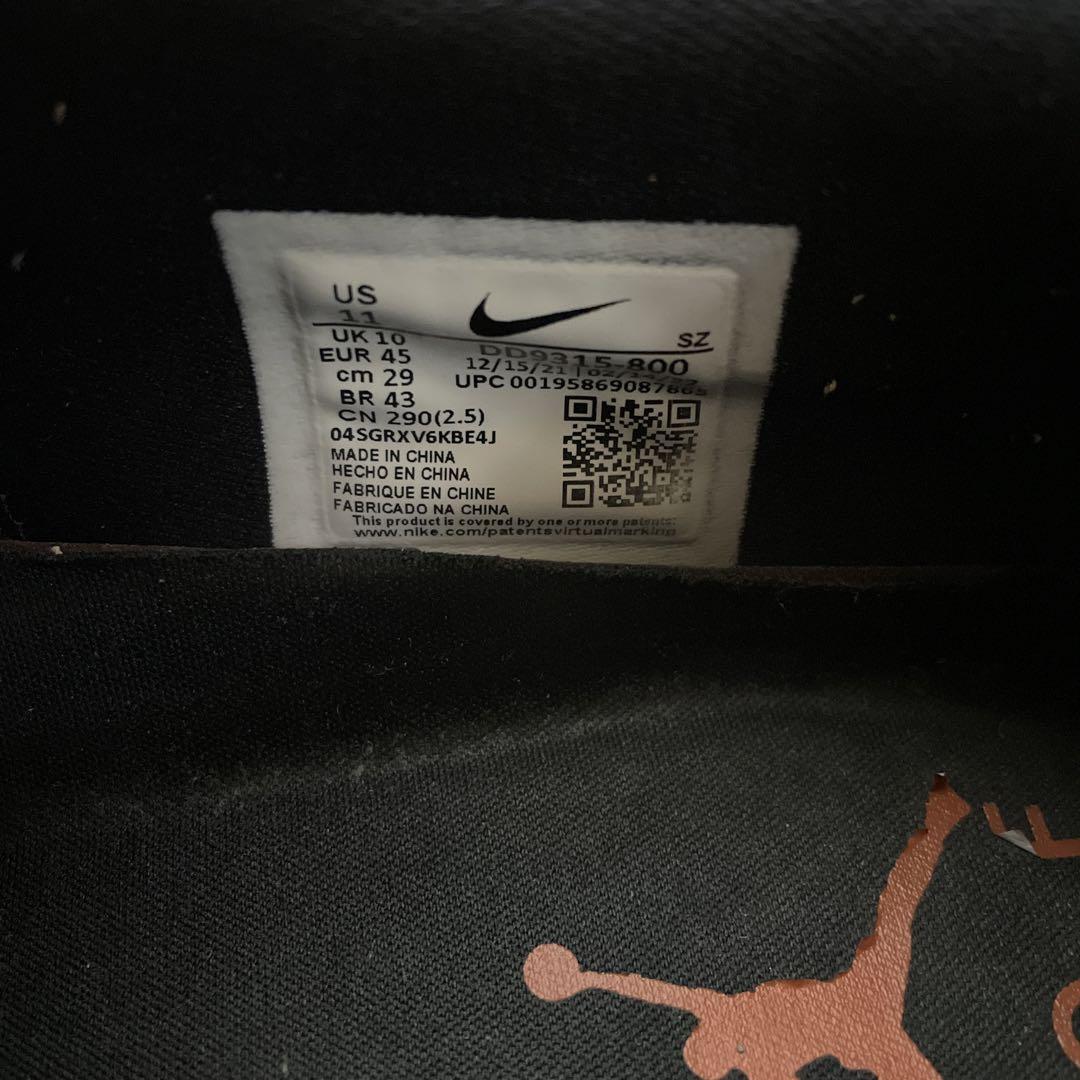 US
11
SZ
UK 10
DD9315-800
EUR 45
12/15/21
cm 29
UPC 00195869087865
BR 43
CN 290(2.5)
04SGRXV6KBE4J
MADE IN CHINA
HECHO EN CHINA
FABRIQUE EN CHINE
FABRICADO NA CHINA
This product is covered by one or more patents:
www.nike.com/patentsvirtualmarking